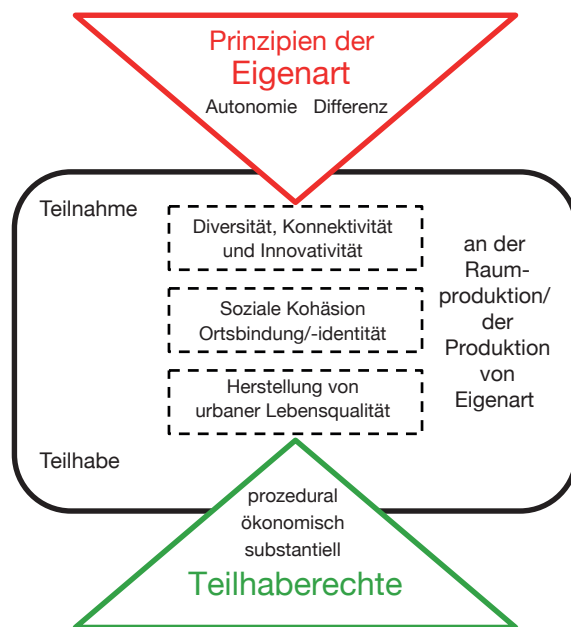 Prinzipien der
Eigenart
Autonomie Differenz
Teilnahme
Diversität, Konnektivität
und Innovativität
Soziale Kohäsion
Ortsbindung/-identität
Herstellung von
urbaner Lebensqualität
an der
Raum-
produktion/
der
Produktion
von
Eigenart
Teilhabe
prozedural
ökonomisch
substantiell
Teilhaberechte